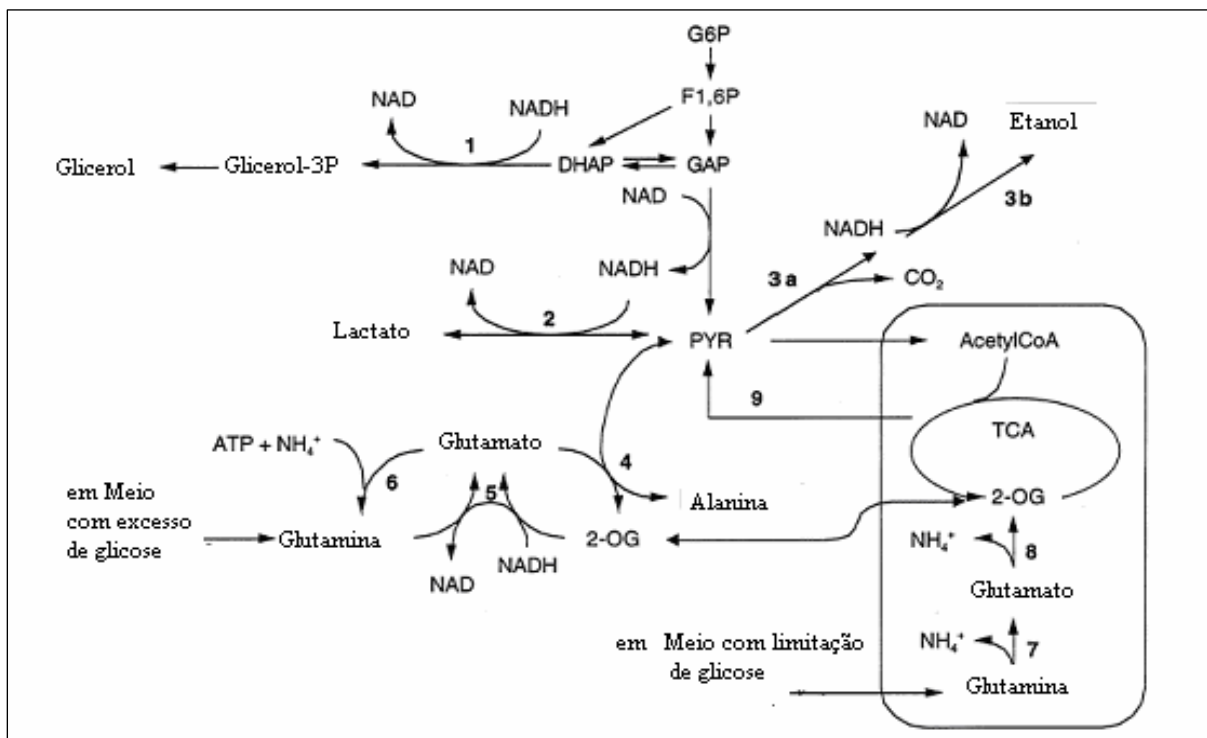 G6P
F1,6P
NAD
NADH
1
Glicerol
Glicerol-3P
DHAP
GAP
NAD
NADH
NAD
Etanol
3b
NADH
3a
CO₂
NAD
NADH
2
Lactato
PYR
AcetylCoA
9
TCA
ATP + NH₄⁺
Glutamato
4
6
5
Alanina
2-OG
em Meio
com excesso
de glicose
Glutamina
2-OG
NAD
NADH
NH₄⁺
8
Glutamato
em Meio com limitação
de glicose
NH₄⁺
7
Glutamina